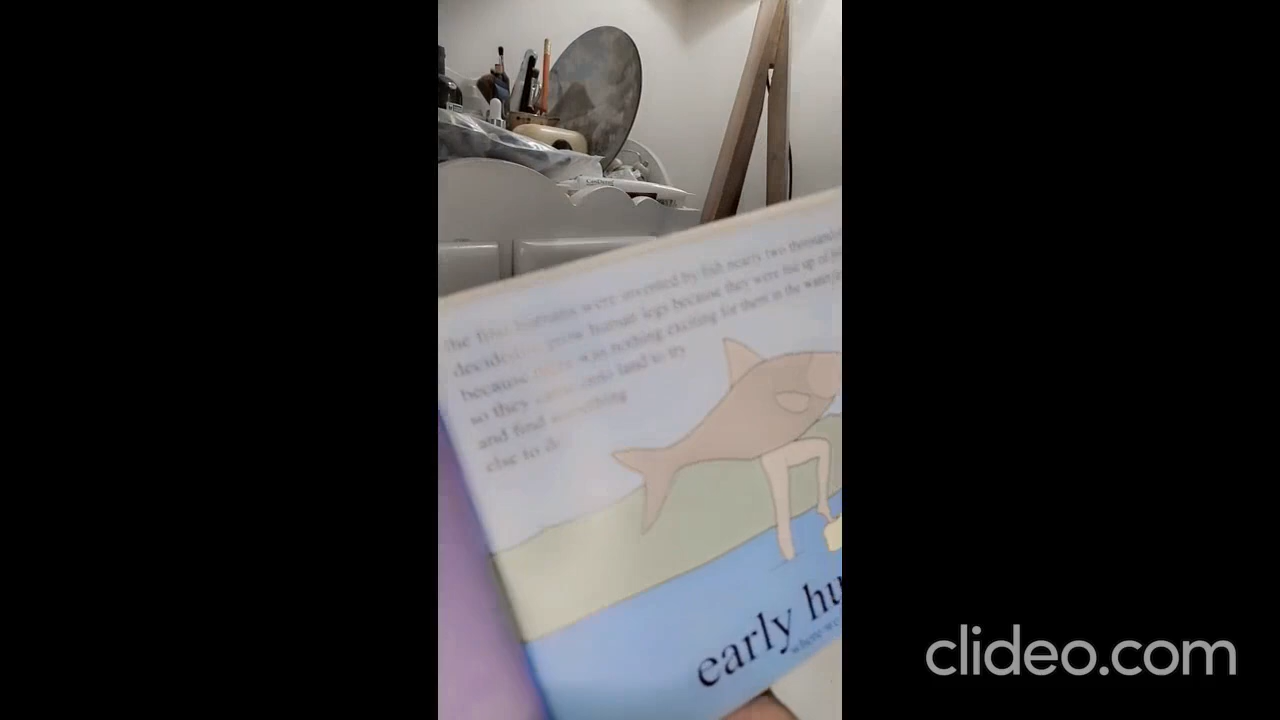 the first humans were invented by fish nearly two thousand
decided grow human legs because they were fed up of
because was nothing exciting for them in the water
so they came onto land to try
and find something
else to do
early hu
where we
clideo.com